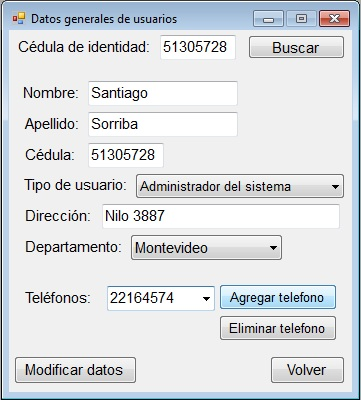 Datos generales de usuarios
Cédula de identidad: 51305728 Buscar
Nombre: Santiago
Apellido: Sorriba
Cédula: 51305728
Tipo de usuario: Administrador del sistema
Dirección: Nilo 3887
Departamento: Montevideo
Teléfonos: 22164574 Agregar telefono
Eliminar telefono
Modificar datos Volver